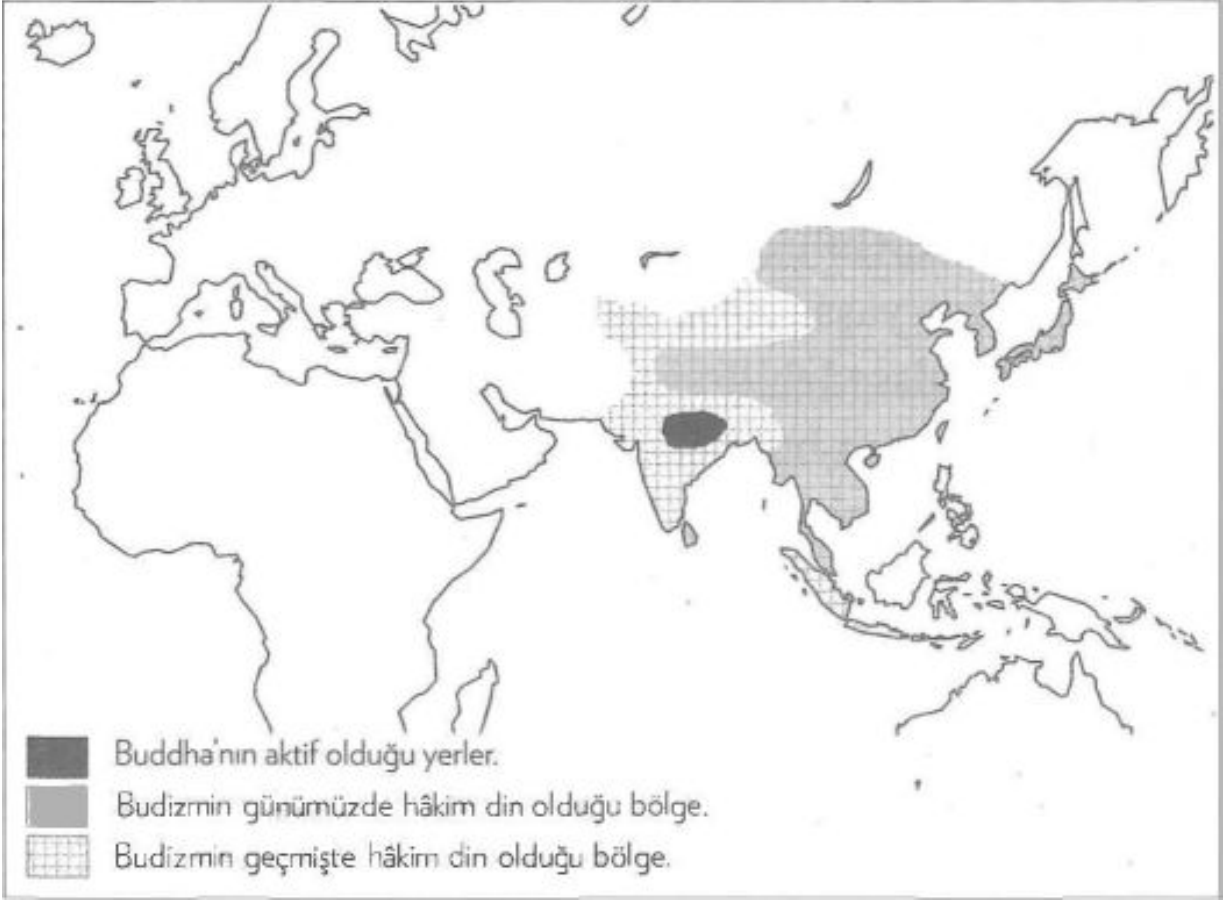 Buddha'nın aktif olduğu yerler.
Budizmin günümüzde hâkim din olduğu bölge.
Budizmin geçmişte hâkim din olduğu bölge.